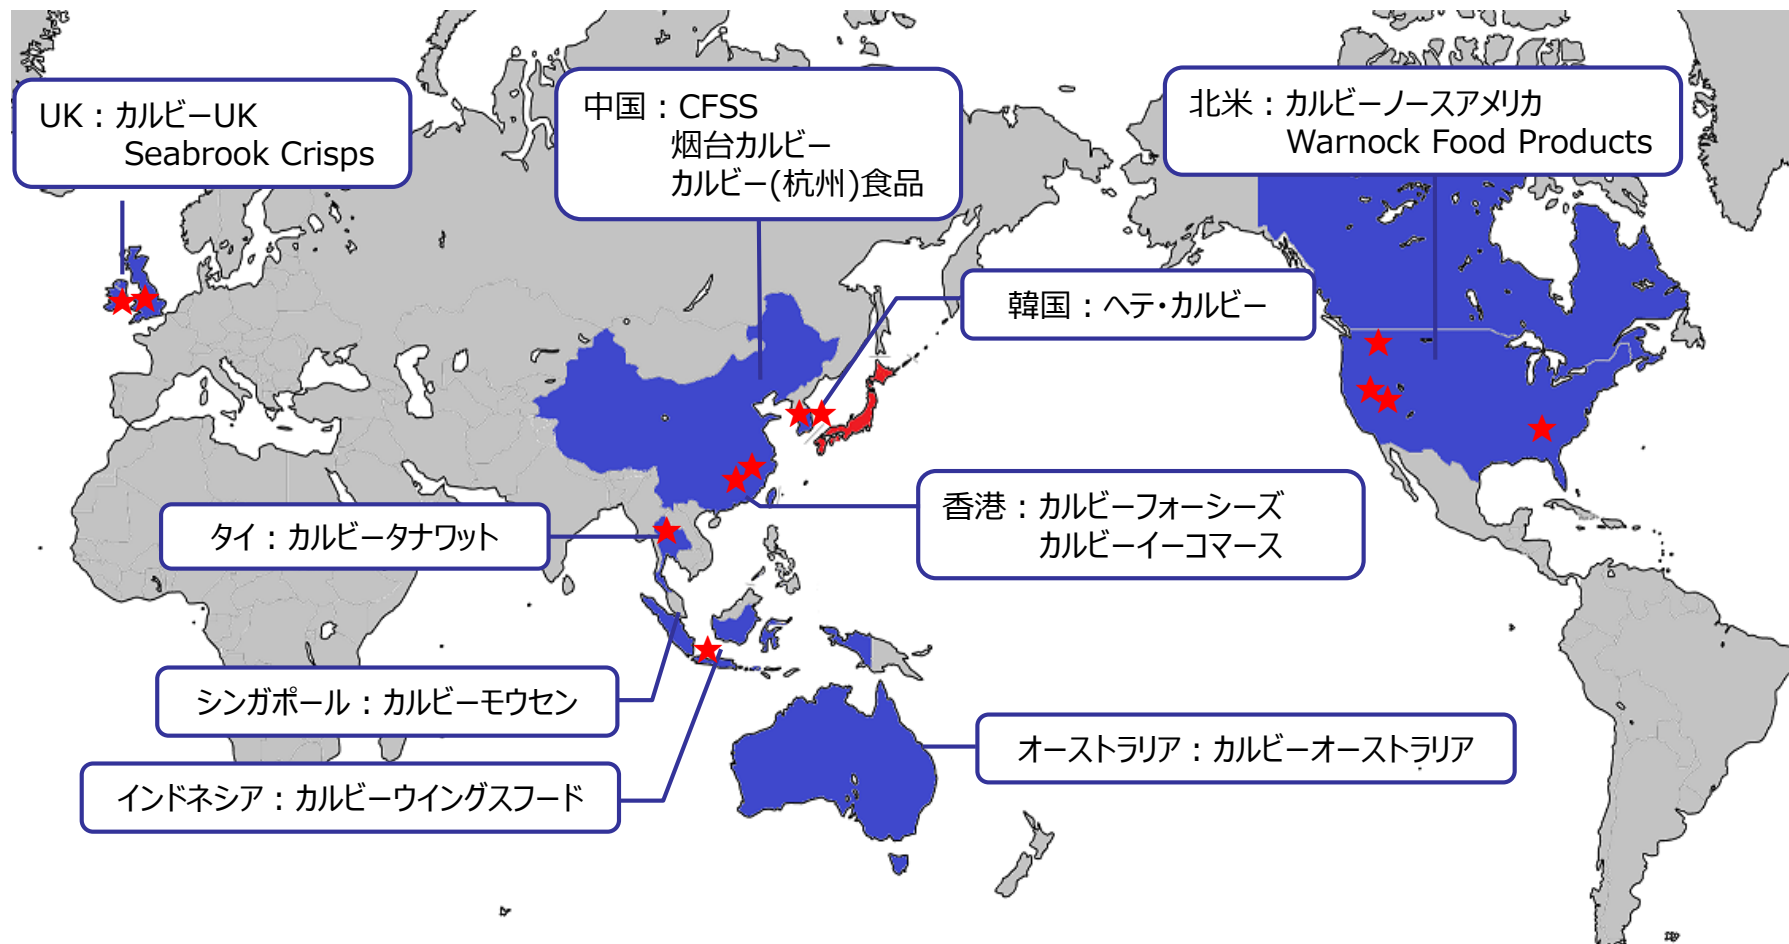 UK：カルビーUK
Seabrook Crisps
中国：CFSS
烟台カルビー
カルビー(杭州)食品
北米：カルビーノースアメリカ
Warnock Food Products
韓国：ヘテ・カルビー
香港：カルビーフォーシーズ
カルビーイーコマース
タイ：カルビータナワット
シンガポール：カルビーモウセン
オーストラリア：カルビーオーストラリア
インドネシア：カルビーウイングスフード